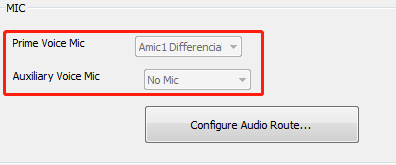 MIC
Prime Voice Mic Amic1 Differencia
Auxiliary Voice Mic No Mic
Configure Audio Route...